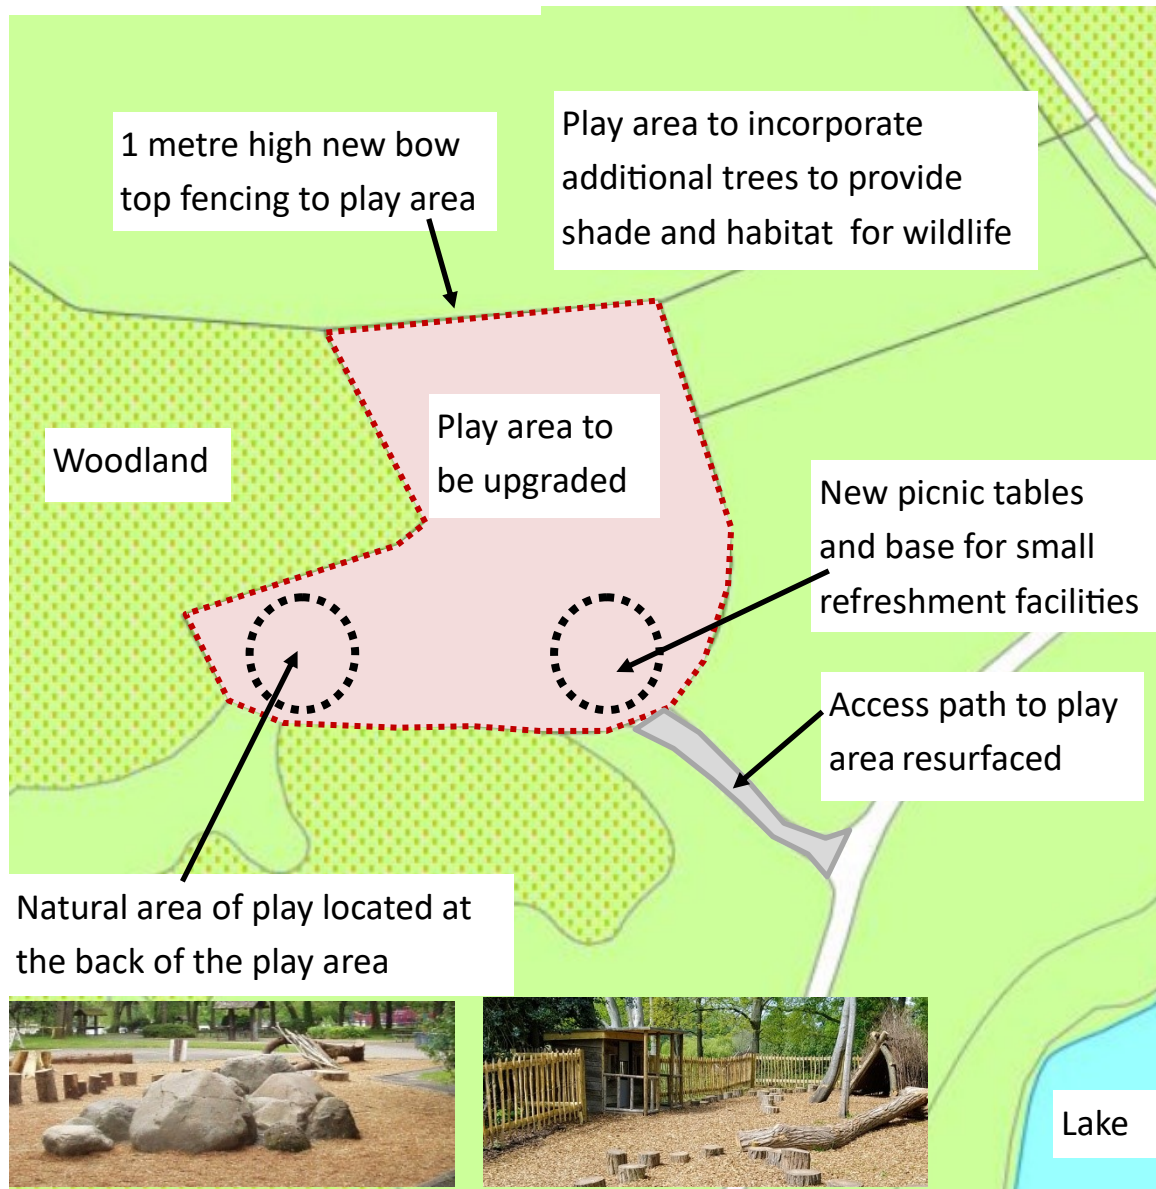 1 metre high new bow
top fencing to play area
Play area to incorporate
additional trees to provide
shade and habitat  for wildlife
Woodland
Play area to
be upgraded
New picnic tables
and base for small
refreshment facilities
Access path to play
area resurfaced
Natural area of play located at
the back of the play area
Lake